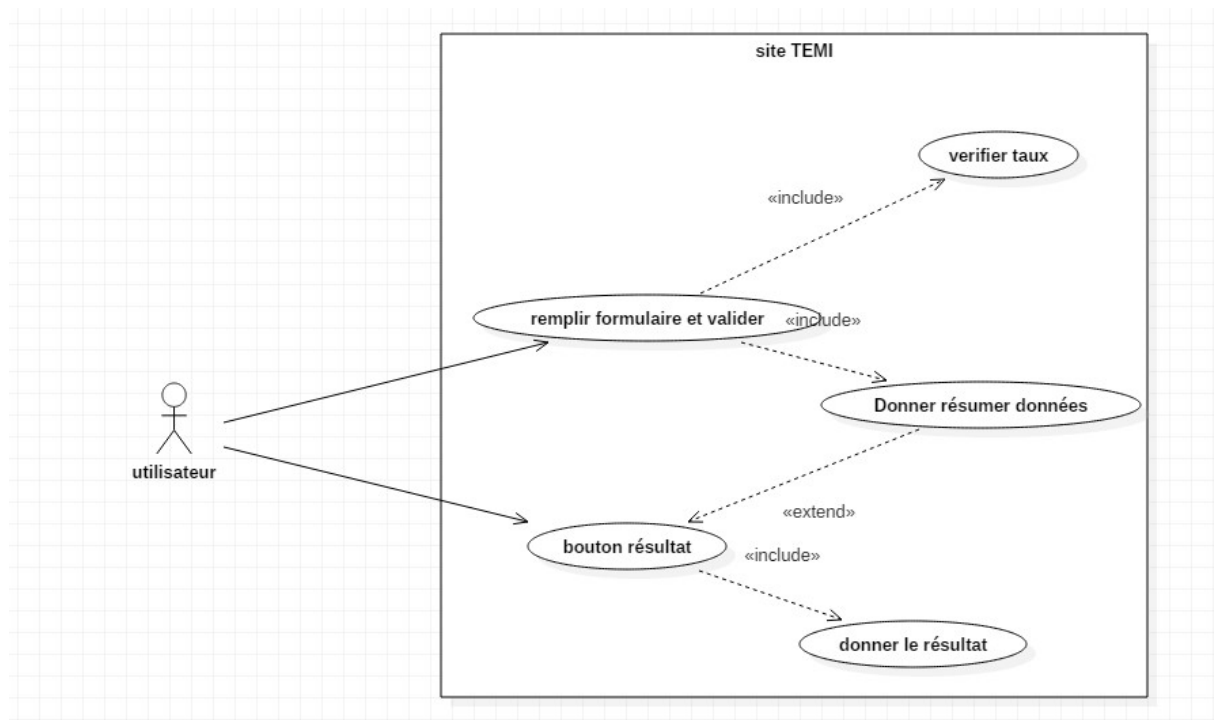 site TEMI
verifier taux
«include»
remplir formulaire et valider
«include»
Donner résumer données
utilisateur
«extend»
bouton résultat
«include»
donner le résultat